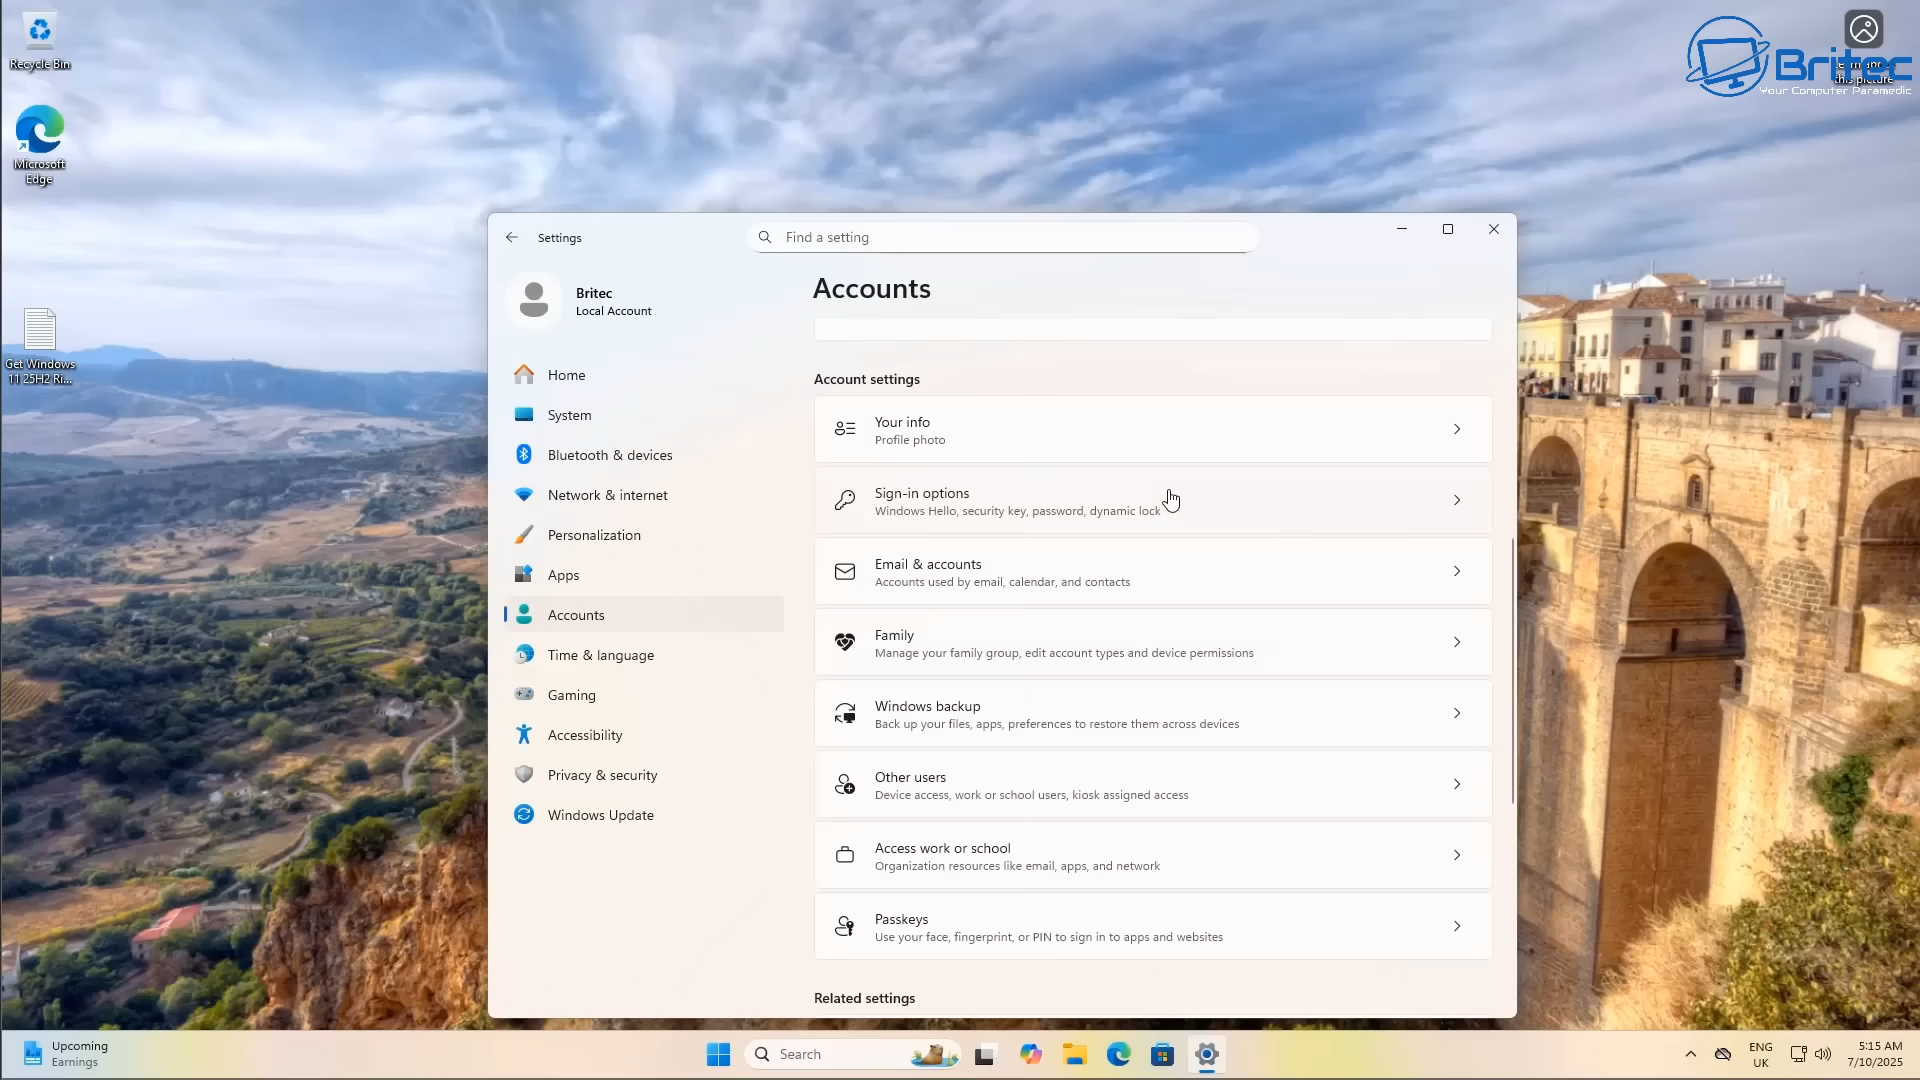 Recycle Bin
Microsoft
Edge
Get Windows
11 25H2 Ri...
Britec
Your Computer Paramedic
this picture
Settings
Find a setting
Britec
Local Account
Home
System
Bluetooth & devices
Network & internet
Personalization
Apps
Accounts
Time & language
Gaming
Accessibility
Privacy & security
Windows Update
Accounts
Account settings
Your info
Profile photo
Sign-in options
Windows Hello, security key, password, dynamic lock
Email & accounts
Accounts used by email, calendar, and contacts
Family
Manage your family group, edit account types and device permissions
Windows backup
Back up your files, apps, preferences to restore them across devices
Other users
Device access, work or school users, kiosk assigned access
Access work or school
Organization resources like email, apps, and network
Passkeys
Use your face, fingerprint, or PIN to sign in to apps and websites
Related settings
Upcoming
Earnings
Search
ENG
UK
5:15 AM
7/10/2025